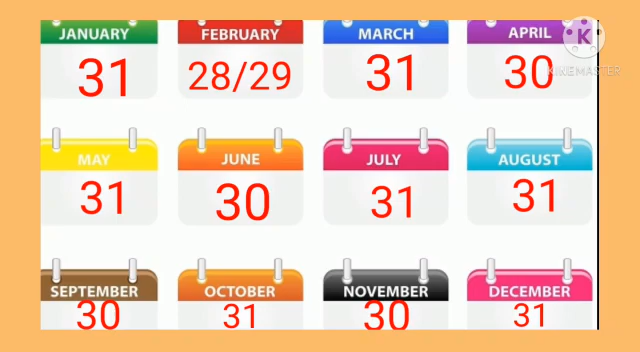 JANUARY FEBRUARY MARCH APRIL
31 28/29 31 30
K
KINEMASTER
MAY JUNE JULY AUGUST
31 30 31 31
SEPTEMBER OCTOBER NOVEMBER DECEMBER
30 31 30 31